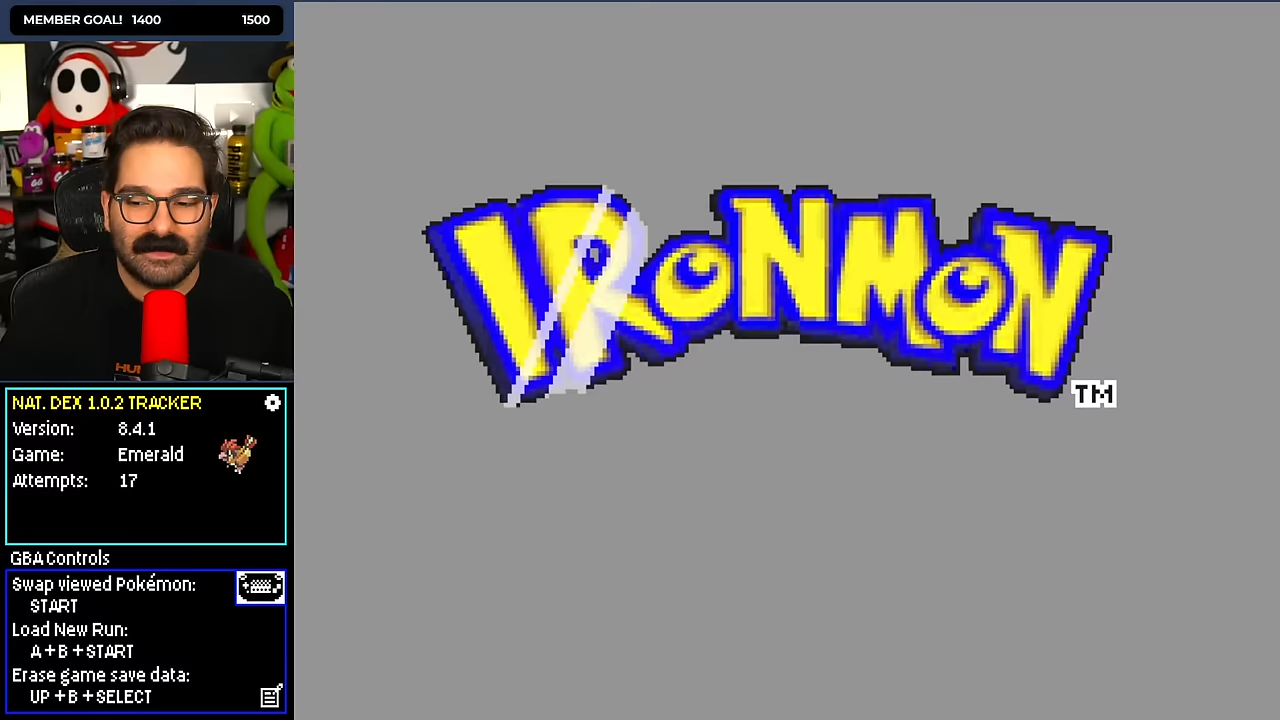 MEMBER GOAL! 1400 1500
IRONMON
TM
NAT. DEX 1.0.2 TRACKER
Version: 8.4.1
Game: Emerald
Attempts: 17
GBA Controls
Swap viewed Pokémon:
START
Load New Run:
A + B + START
Erase game save data:
UP + B + SELECT